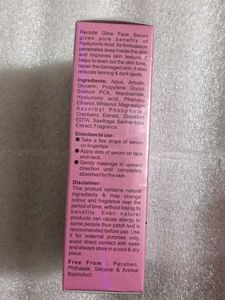 Recode Glow Face Serum
gives pure benefits of
Hyaluronic Acid. Its formulation
penetrates deep inside the skin
and improves skin texture. It
helps to even out the skin tone,
repair the damaged skin. It also
reduces tanning & dark spots.
Ingredients: Aqua, Arbutin,
Glycerin, Propylene Glycol,
Sodium PCA, Niacinamide,
Hyaluronic acid, Phenoxy
Ethanol, Whitenol, Magnesium
Ascorby Phosphate,
Cranberry Extract, Disodium
EDTA, Saxifraga Sarmentosa
Extract, Fragrance.
Direction to use:
Take a few drops of serum
on fingertips.
Apply dots of serum on face
and neck.
Gently massage in upward
direction until completely
absorbed by the skin.
Disclaimer:
This product contains natural
ingredients & may change
colour and fragrance over the
period of time, without losing its
benefits. Even natural
products can cause allergy to
some people thus patch test is
recommended before use. Use
it for external purpose only,
avoid direct contact with eyes
and always store in a cool & dry
place.
Free From : Paraben,
Pthalates, Silicone & Animal
Byproduct